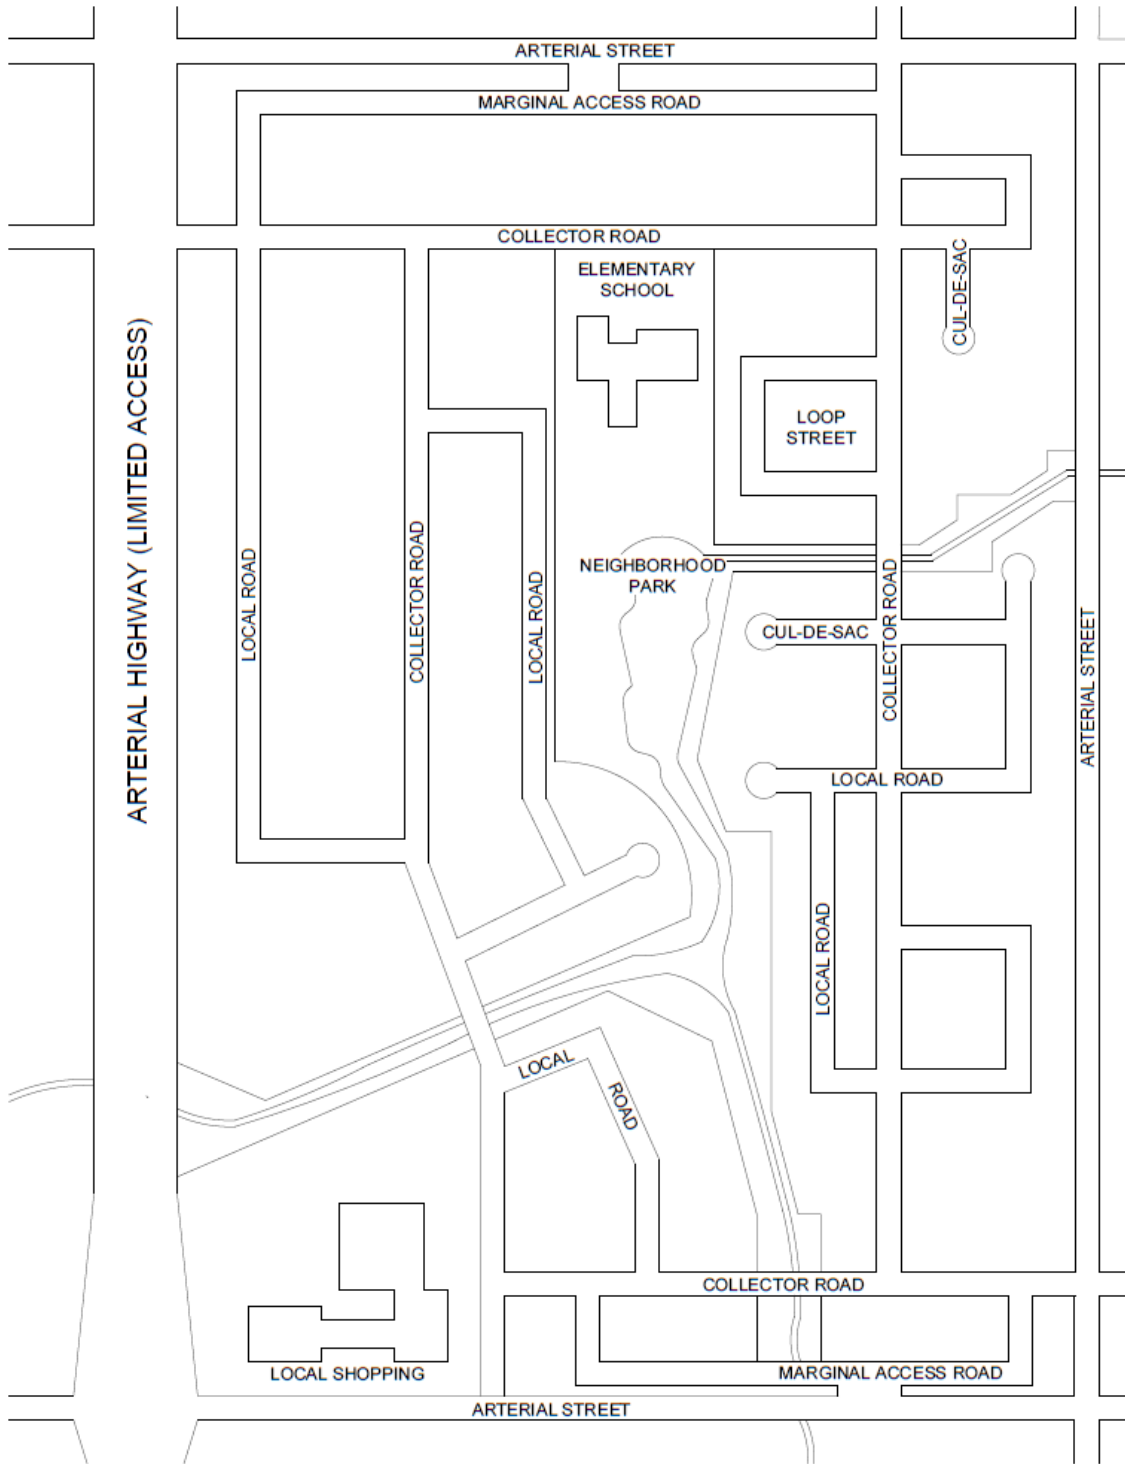 ARTERIAL STREET
MARGINAL ACCESS ROAD
COLLECTOR ROAD
ELEMENTARY
SCHOOL
CUL-DE-SAC
ARTERIAL HIGHWAY (LIMITED ACCESS)
LOOP
STREET
LOCAL ROAD
COLLECTOR ROAD
LOCAL ROAD
NEIGHBORHOOD
PARK
COLLECTOR ROAD
CUL-DE-SAC
ARTERIAL STREET
LOCAL ROAD
LOCAL ROAD
LOCAL
ROAD
COLLECTOR ROAD
LOCAL SHOPPING
MARGINAL ACCESS ROAD
ARTERIAL STREET